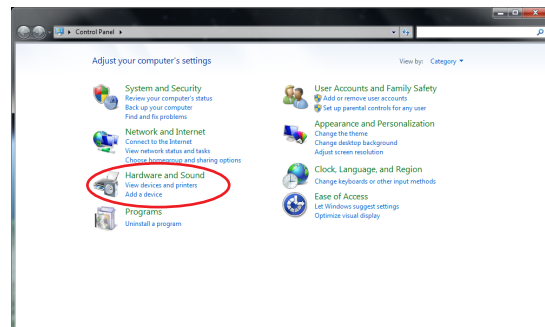 Control Panel
Adjust your computer's settings
View by: Category
System and Security
Review your computer's status
Back up your computer
Find and fix problems
Network and Internet
Connect to the Internet
View network status and tasks
Choose homegroup and sharing options
Hardware and Sound
View devices and printers
Add a device
Programs
Uninstall a program
User Accounts and Family Safety
Add or remove user accounts
Set up parental controls for any user
Appearance and Personalization
Change the theme
Change desktop background
Adjust screen resolution
Clock, Language, and Region
Change keyboards or other input methods
Ease of Access
Let Windows suggest settings
Optimize visual display